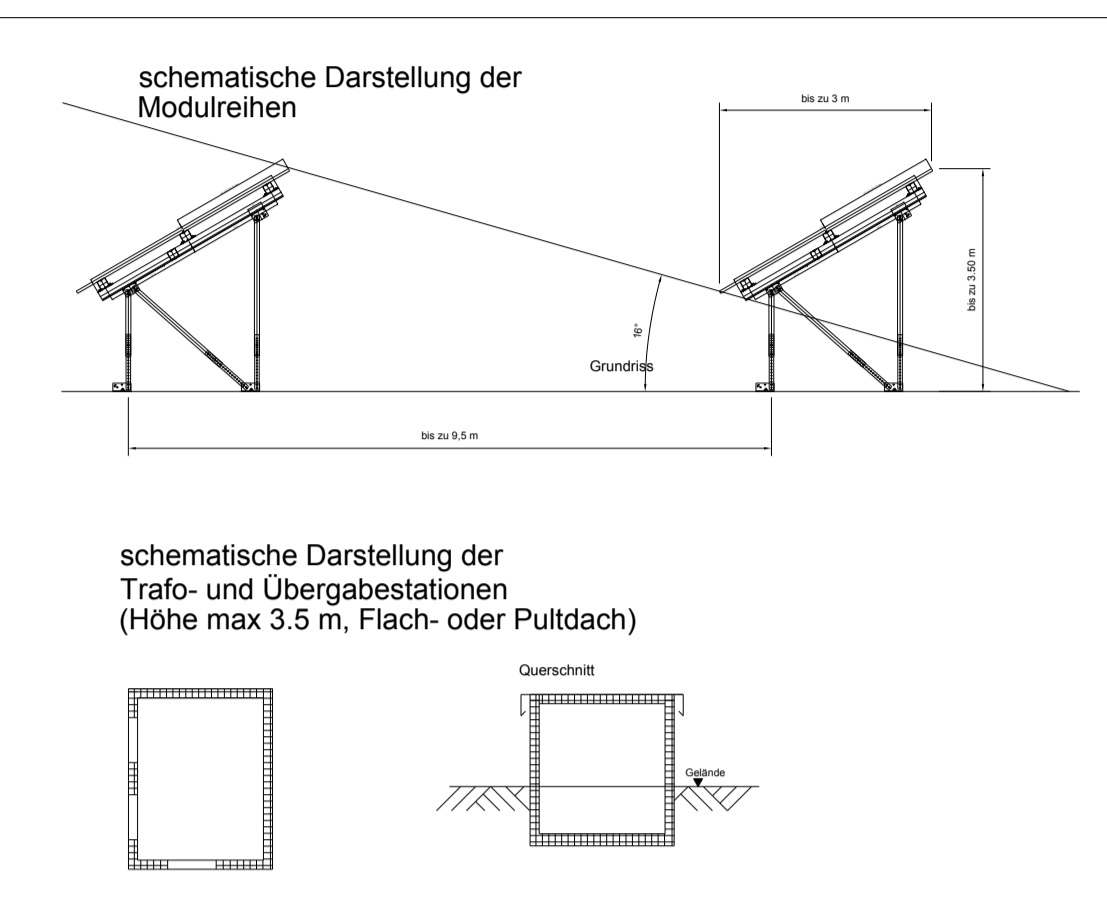 schematische Darstellung der
Modulreihen
bis zu 3 m
bis zu 3.50 m
16°
Grundriss
bis zu 9,5 m
schematische Darstellung der
Trafo- und Übergabestationen
(Höhe max 3.5 m, Flach- oder Pultdach)
Querschnitt
Gelände